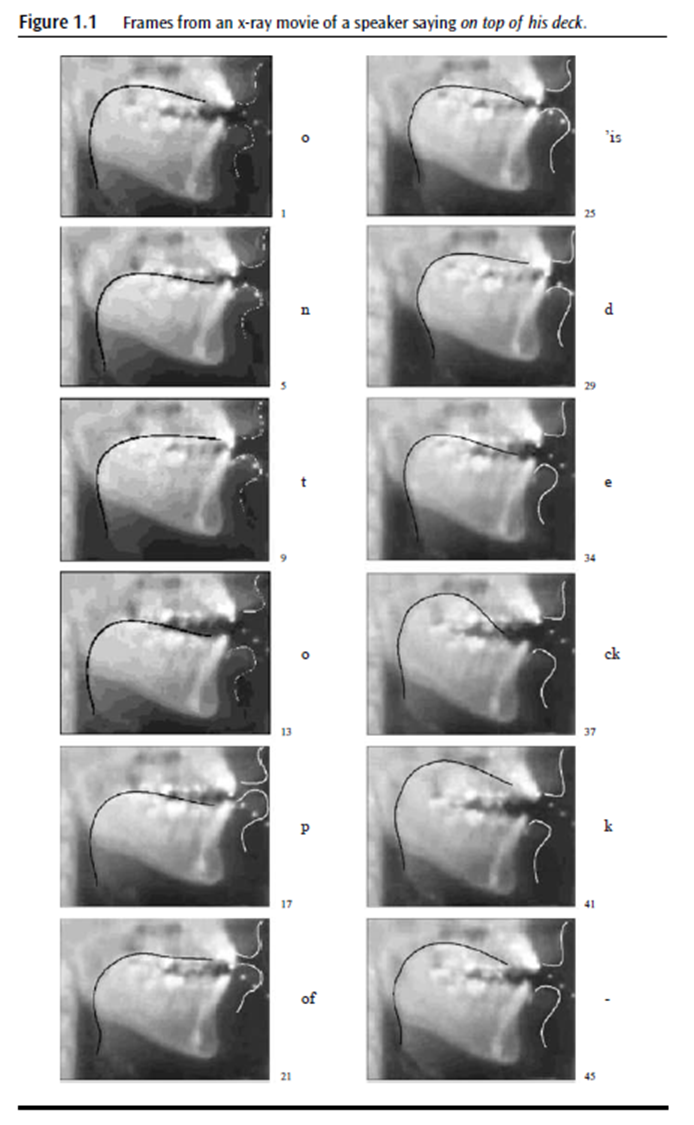 Figure 1.1 Frames from an x-ray movie of a speaker saying on top of his deck.
o
1
n
5
t
9
o
13
p
17
of
21
'is
25
d
29
e
34
ck
37
k
41
-
45